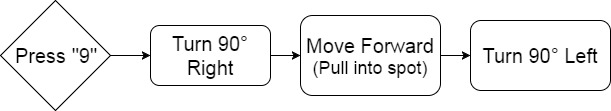 Press "9"
Turn 90°
Right
Move Forward
(Pull into spot)
Turn 90° Left